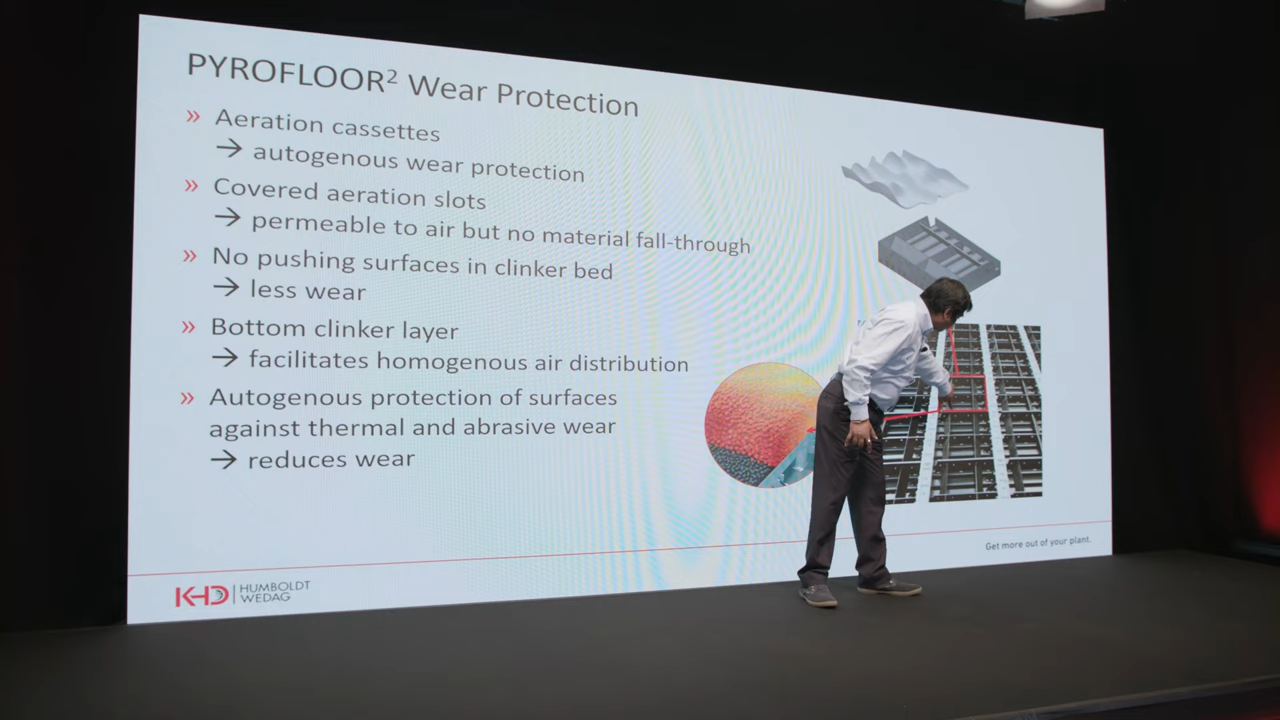 PYROFLOOR² Wear Protection
» Aeration cassettes
→ autogenous wear protection
» Covered aeration slots
→ permeable to air but no material fall-through
» No pushing surfaces in clinker bed
→ less wear
» Bottom clinker layer
→ facilitates homogenous air distribution
» Autogenous protection of surfaces
against thermal and abrasive wear
→ reduces wear
Get more out of your plant.
KHD HUMBOLDT
WEDAG